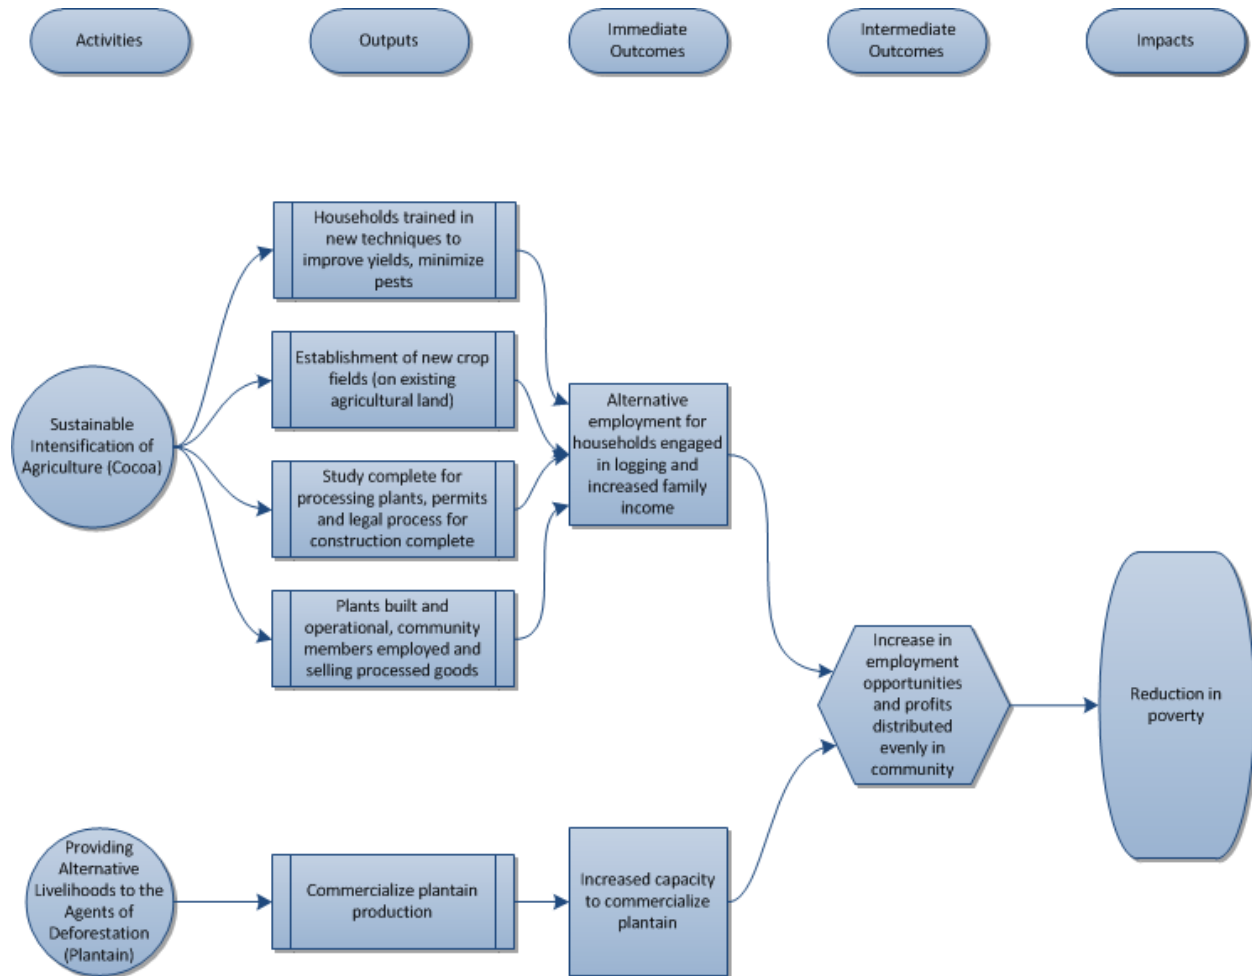 Activities
Outputs
Immediate
Outcomes
Intermediate
Outcomes
Impacts
Sustainable
Intensification of
Agriculture (Cocoa)
Households trained in
new techniques to
improve yields, minimize
pests
Establishment of new crop
fields (on existing
agricultural land)
Study complete for
processing plants, permits
and legal process for
construction complete
Plants built and
operational, community
members employed and
selling processed goods
Alternative
employment for
households engaged
in logging and
increased family
income
Increase in
employment
opportunities
and profits
distributed
evenly in
community
Reduction in
poverty
Providing
Alternative
Livelihoods to the
Agents of
Deforestation
(Plantain)
Commercialize plantain
production
Increased capacity
to commercialize
plantain